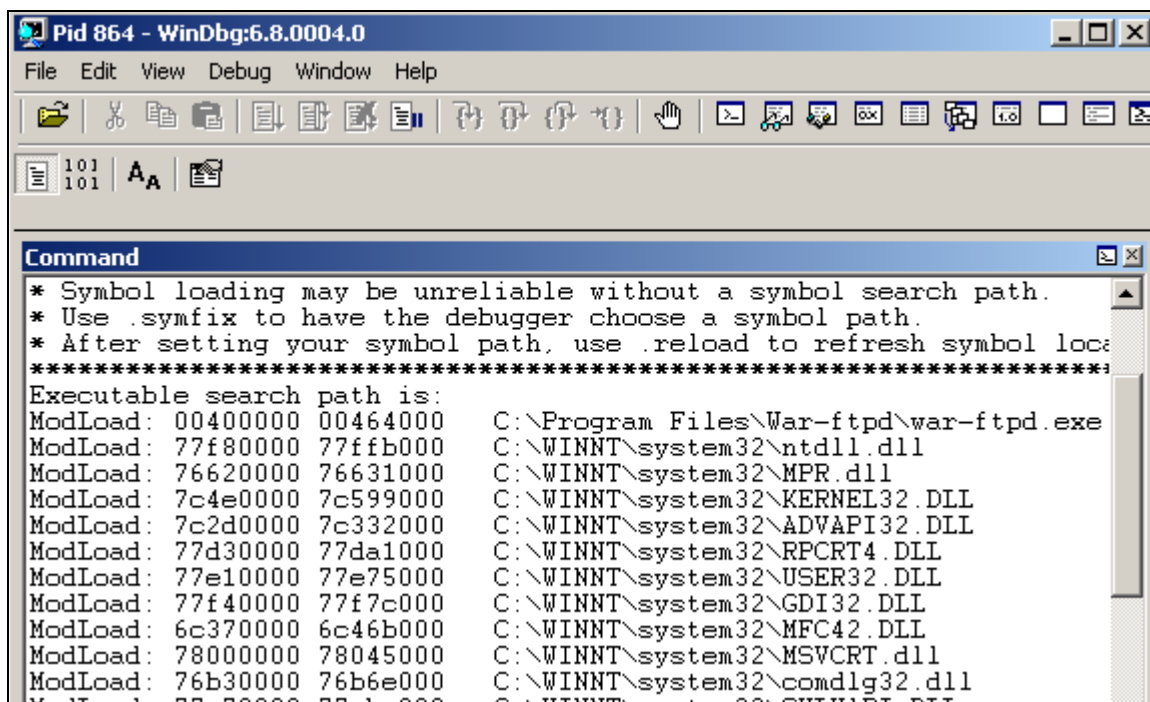 Pid 864 - WinDbg:6.8.0004.0
File Edit View Debug Window Help
101
101
AA
Command
* Symbol loading may be unreliable without a symbol search path.
* Use .symfix to have the debugger choose a symbol path.
* After setting your symbol path, use .reload to refresh symbol loca
********************************************************************
Executable search path is:
ModLoad: 00400000 00464000 C:\Program Files\War-ftpd\war-ftpd.exe
ModLoad: 77f80000 77ffb000 C:\WINNT\system32\ntdll.dll
ModLoad: 76620000 76631000 C:\WINNT\system32\MPR.dll
ModLoad: 7c4e0000 7c599000 C:\WINNT\system32\KERNEL32.DLL
ModLoad: 7c2d0000 7c332000 C:\WINNT\system32\ADVAPI32.DLL
ModLoad: 77d30000 77da1000 C:\WINNT\system32\RPCRT4.DLL
ModLoad: 77e10000 77e75000 C:\WINNT\system32\USER32.DLL
ModLoad: 77f40000 77f7c000 C:\WINNT\system32\GDI32.DLL
ModLoad: 6c370000 6c46b000 C:\WINNT\system32\MFC42.DLL
ModLoad: 78000000 78045000 C:\WINNT\system32\MSVCRT.dll
ModLoad: 76b30000 76b6e000 C:\WINNT\system32\comdlg32.dll